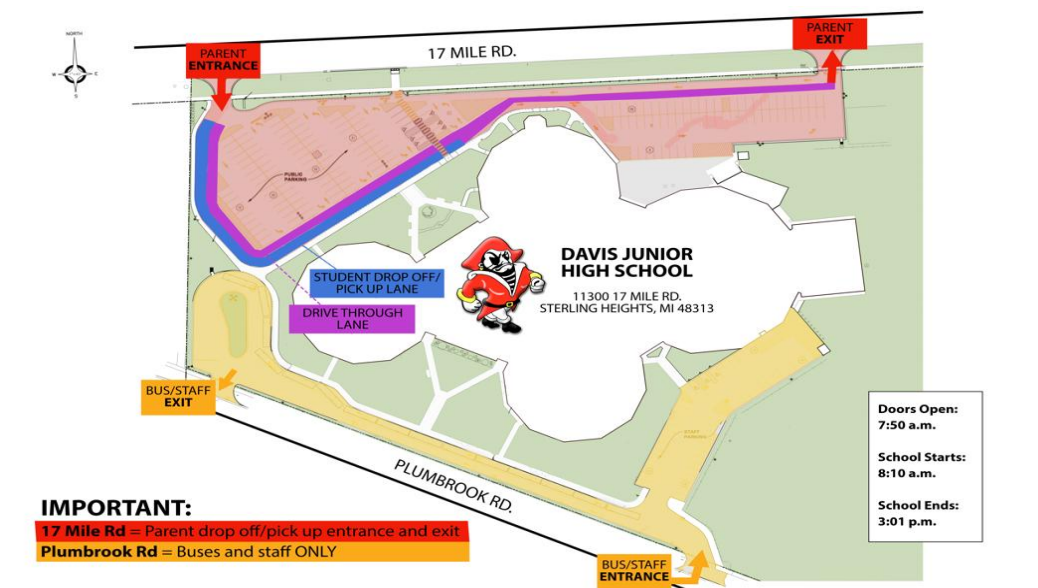 NORTH
W
E
S
PARENT
ENTRANCE
17 MILE RD.
PARENT
EXIT
PUBLIC
PARKING
STUDENT DROP OFF/
PICK UP LANE
DRIVE THROUGH
LANE
DAVIS JUNIOR
HIGH SCHOOL
11300 17 MILE RD.
STERLING HEIGHTS, MI 48313
BUS/STAFF
EXIT
STAFF
PARKING
PLUMBROOK RD.
Doors Open:
7:50 a.m.
School Starts:
8:10 a.m.
School Ends:
3:01 p.m.
IMPORTANT:
17 Mile Rd = Parent drop off/pick up entrance and exit
Plumbrook Rd = Buses and staff ONLY
BUS/STAFF
ENTRANCE